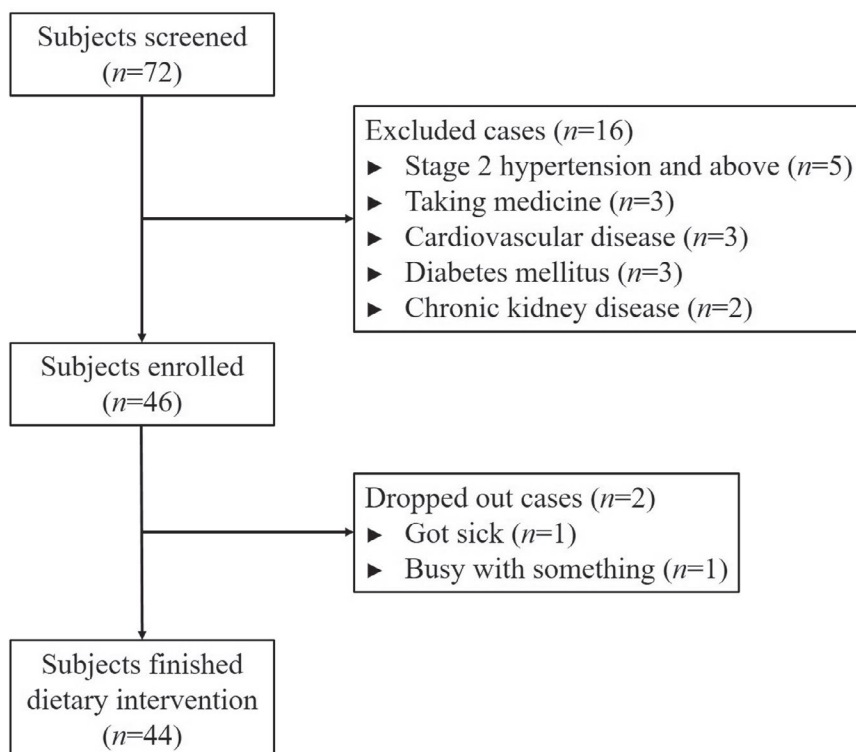 Subjects screened
(n=72)
Excluded cases (n=16)
► Stage 2 hypertension and above (n=5)
► Taking medicine (n=3)
► Cardiovascular disease (n=3)
► Diabetes mellitus (n=3)
► Chronic kidney disease (n=2)
Subjects enrolled
(n=46)
Dropped out cases (n=2)
► Got sick (n=1)
► Busy with something (n=1)
Subjects finished
dietary intervention
(n=44)